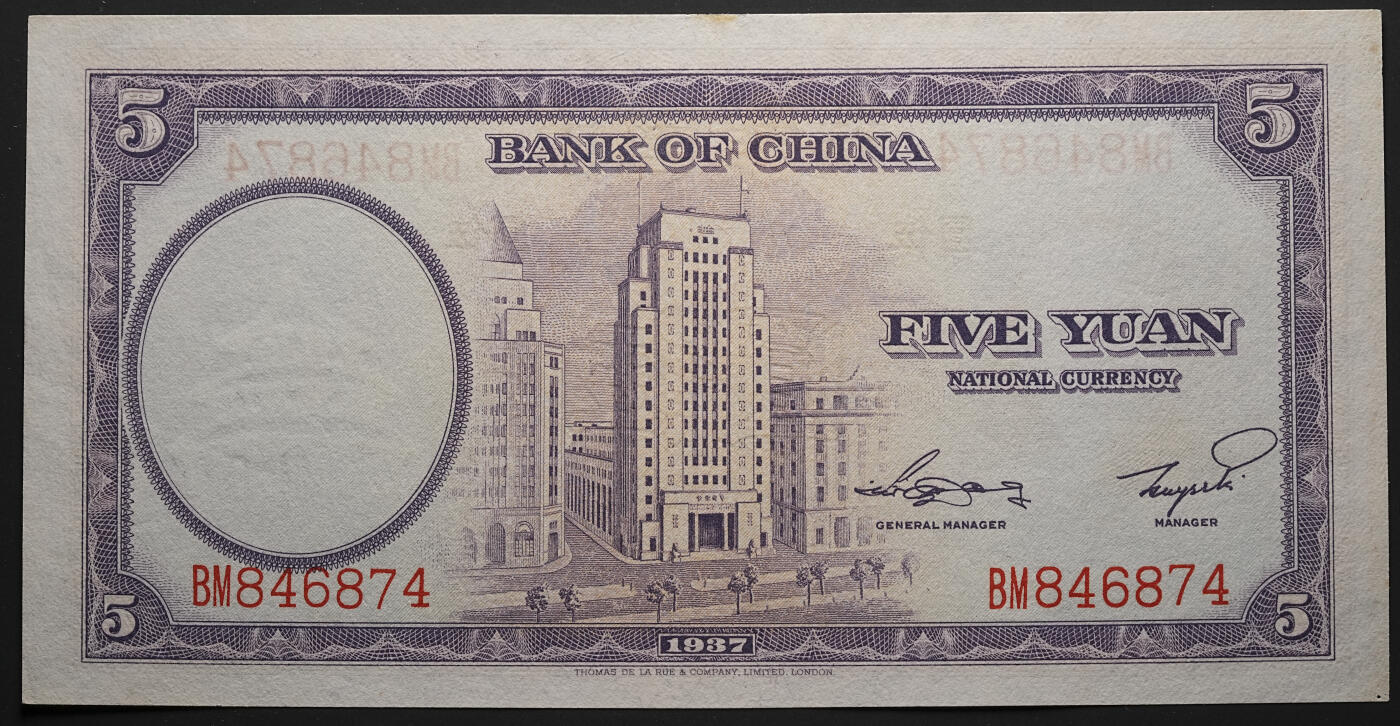 5 5
BANK OF CHINA
FIVE YUAN
NATIONAL CURRENCY
GENERAL MANAGER MANAGER
BM846874 BM846874
5 1937 5
THOMAS DE LA RUE & COMPANY, LIMITED, LONDON.